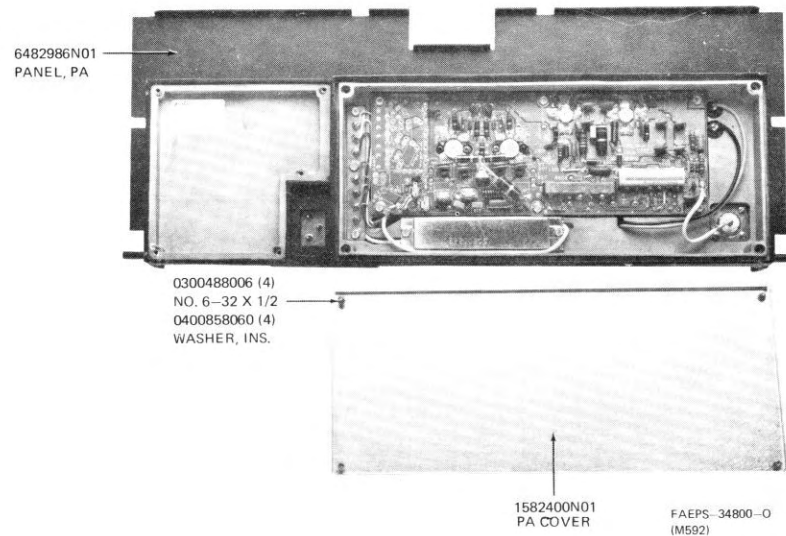 6482986N01
PANEL, PA
0300488006 (4)
NO. 6-32 X 1/2
0400858060 (4)
WASHER, INS.
1582400N01
PA COVER
FAEPS-34800-O
(M592)